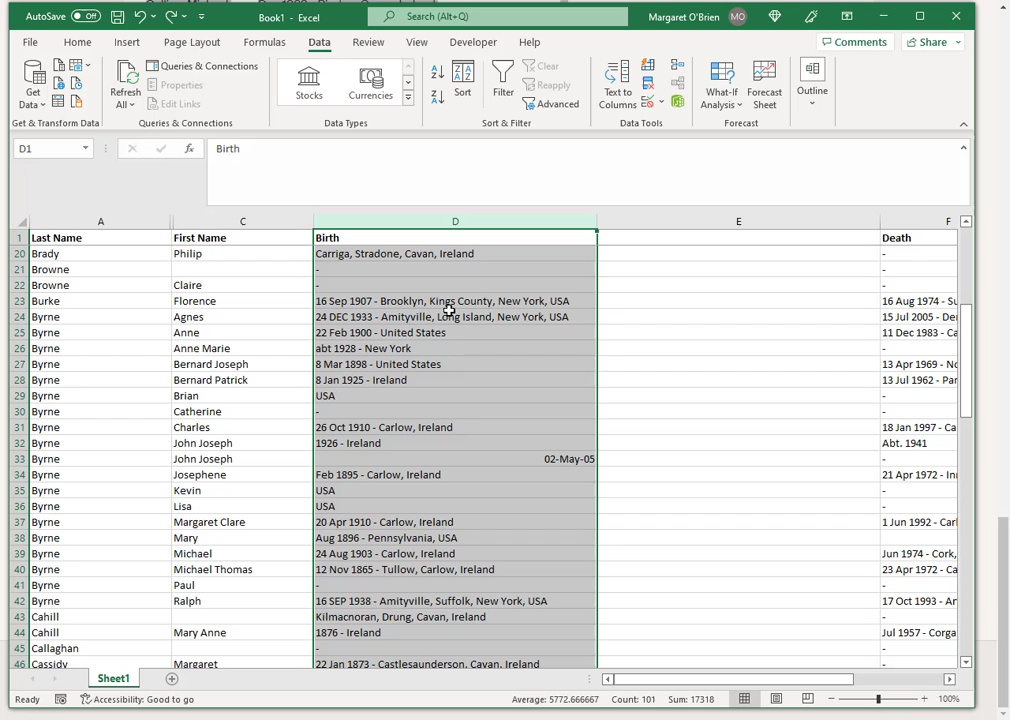 AutoSave Off Book1 - Excel Search (Alt+Q) Margaret O'Brien MO
File Home Insert Page Layout Formulas Data Review View Developer Help Comments Share
Get Data Refresh All Queries & Connections Properties Edit Links Stocks Currencies Sort Filter Clear Reapply Advanced Text to Columns What-If Analysis Forecast Sheet Outline
Get & Transform Data Queries & Connections Data Types Sort & Filter Data Tools Forecast
D1 fx Birth
A C D E F
1 Last Name First Name Birth Death
20 Brady Philip Carriga, Stradone, Cavan, Ireland -
21 Browne - -
22 Browne Claire - -
23 Burke Florence 16 Sep 1907 - Brooklyn, Kings County, New York, USA 16 Aug 1974 - Su
24 Byrne Agnes 24 DEC 1933 - Amityville, Long Island, New York, USA 15 Jul 2005 - De
25 Byrne Anne 22 Feb 1900 - United States 11 Dec 1983 - Ca
26 Byrne Anne Marie abt 1928 - New York -
27 Byrne Bernard Joseph 8 Mar 1898 - United States 13 Apr 1969 - No
28 Byrne Bernard Patrick 8 Jan 1925 - Ireland 13 Jul 1962 - Par
29 Byrne Brian USA -
30 Byrne Catherine - -
31 Byrne Charles 26 Oct 1910 - Carlow, Ireland 18 Jan 1997 - Ca
32 Byrne John Joseph 1926 - Ireland Abt. 1941
33 Byrne John Joseph 02-May-05 -
34 Byrne Josephene Feb 1895 - Carlow, Ireland 21 Apr 1972 - Inn
35 Byrne Kevin USA -
36 Byrne Lisa USA -
37 Byrne Margaret Clare 20 Apr 1910 - Carlow, Ireland 1 Jun 1992 - Carl
38 Byrne Mary Aug 1896 - Pennsylvania, USA
39 Byrne Michael 24 Aug 1903 - Carlow, Ireland Jun 1974 - Cork,
40 Byrne Michael Thomas 12 Nov 1865 - Tullow, Carlow, Ireland 23 Apr 1972 - Ca
41 Byrne Paul - -
42 Byrne Ralph 16 SEP 1938 - Amityville, Suffolk, New York, USA 17 Oct 1993 - Ar
43 Cahill Kilmacnoran, Drung, Cavan, Ireland -
44 Cahill Mary Anne 1876 - Ireland Jul 1957 - Corga
45 Callaghan - -
46 Cassidy Margaret 22 Jan 1873 - Castlesaunderson, Cavan, Ireland -
Sheet1
Ready Accessibility: Good to go Average: 5772.666667 Count: 101 Sum: 17318 100%